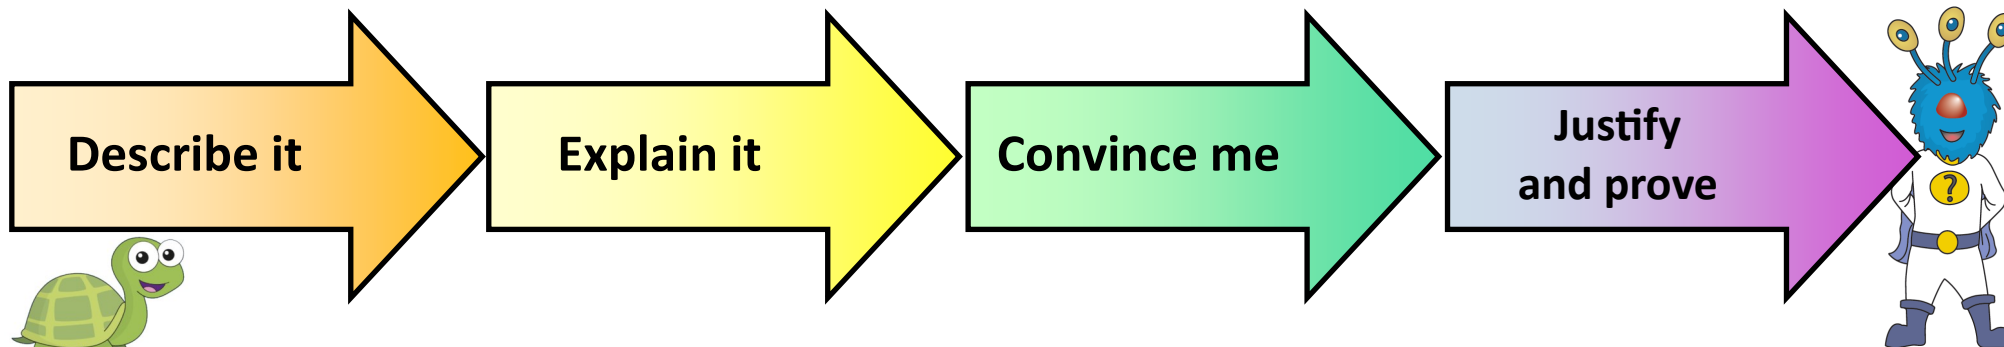 Describe it
Explain it
Convince me
Justify
and prove
?